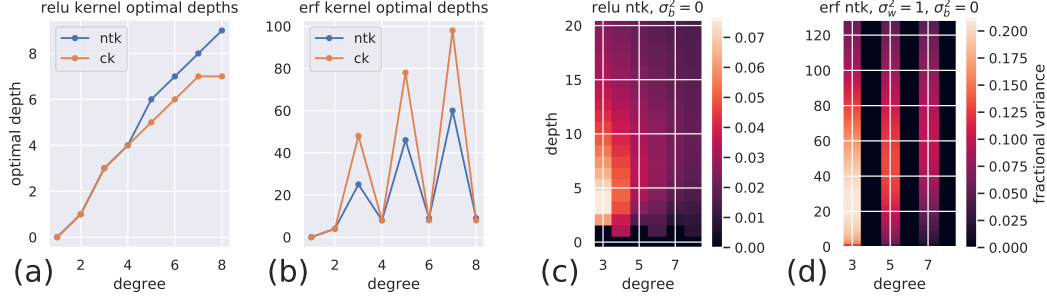 relu kernel optimal depths
optimal depth
8
6
4
2
0
ntk
ck
2 4 6 8
degree
(a)
erf kernel optimal depths
100
80
60
40
20
0
ntk
ck
2 4 6 8
degree
(b)
relu ntk, σ_b^2 = 0
depth
20
15
10
5
0
3 5 7
degree
0.07
0.06
0.05
0.04
0.03
0.02
0.01
0.00
(c)
erf ntk, σ_w^2 = 1, σ_b^2 = 0
120
100
80
60
40
20
0
3 5 7
degree
0.200
0.175
0.150
0.125
0.100
0.075
0.050
0.025
0.000
fractional variance
(d)